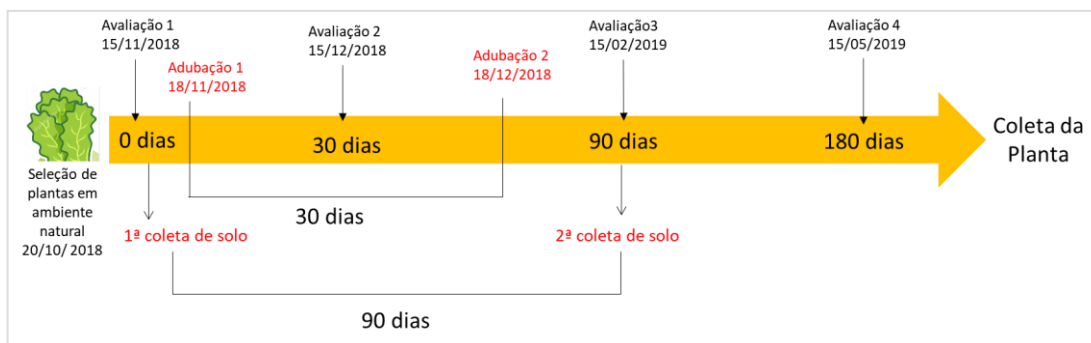 Avaliação 1
15/11/2018
Adubação 1
18/11/2018
Avaliação 2
15/12/2018
Adubação 2
18/12/2018
Avaliação3
15/02/2019
Avaliação 4
15/05/2019
0 dias
30 dias
90 dias
180 dias
Coleta da
Planta
Seleção de
plantas em
ambiente
natural
20/10/ 2018
30 dias
1ª coleta de solo
2ª coleta de solo
90 dias